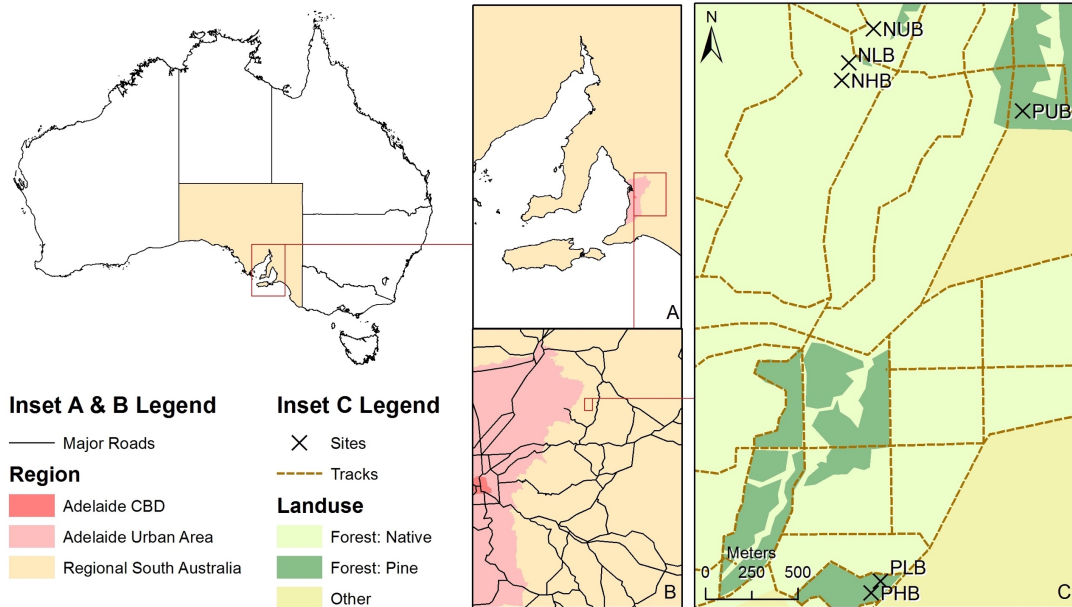 Inset A & B Legend
Major Roads
Region
Adelaide CBD
Adelaide Urban Area
Regional South Australia
Inset C Legend
Sites
Tracks
Landuse
Forest: Native
Forest: Pine
Other
A
B
N
NUB
NLB
NHB
PUB
Meters
0 250 500
PLB
PHB
C